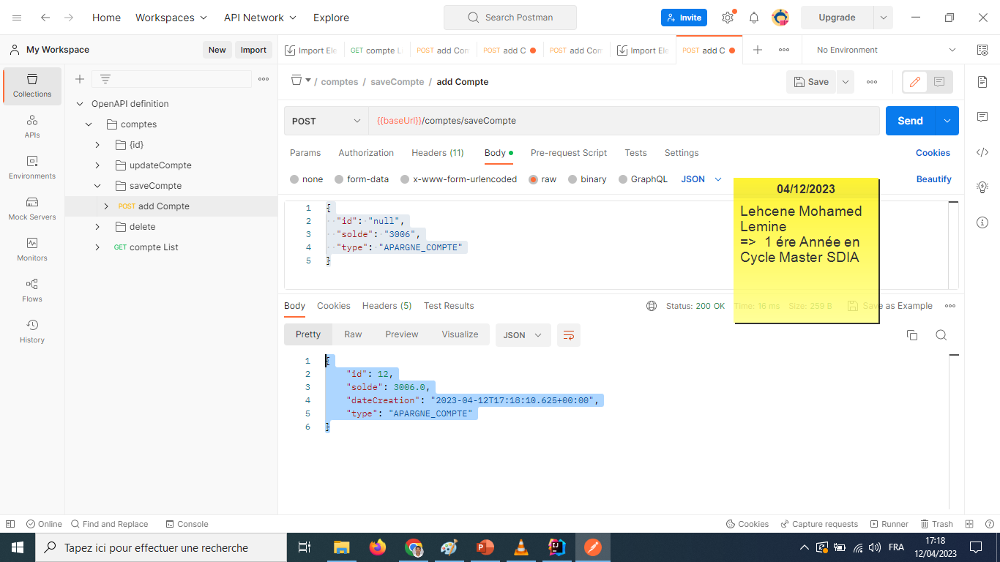 Home
Workspaces
API Network
Explore
Search Postman
Invite
Upgrade
My Workspace
New
Import
Import Ele
GET compte Li
POST add Com
POST add C
POST add Com
Import Ele
POST add C
No Environment
Collections
APIs
Environments
Mock Servers
Monitors
Flows
History
OpenAPI definition
comptes
{id}
updateCompte
saveCompte
POST add Compte
delete
GET compte List
/ comptes / saveCompte / add Compte
Save
POST
{{baseUrl}}/comptes/saveCompte
Send
Params
Authorization
Headers (11)
Body
Pre-request Script
Tests
Settings
Cookies
none
form-data
x-www-form-urlencoded
raw
binary
GraphQL
JSON
Beautify
1 {
2 "id": "null",
3 "solde": "3006",
4 "type": "APARGNE_COMPTE"
5 }
04/12/2023
Lehcene Mohamed
Lemine
=> 1 ére Année en
Cycle Master SDIA
Body
Cookies
Headers (5)
Test Results
Status: 200 OK
Time: 16 ms
Size: 259 B
Save as Example
Pretty
Raw
Preview
Visualize
JSON
1 {
2 "id": 12,
3 "solde": 3006.0,
4 "dateCreation": "2023-04-12T17:18:10.625+00:00",
5 "type": "APARGNE_COMPTE"
6 }
Online
Find and Replace
Console
Cookies
Capture requests
Runner
Trash
Tapez ici pour effectuer une recherche
FRA
17:18
12/04/2023